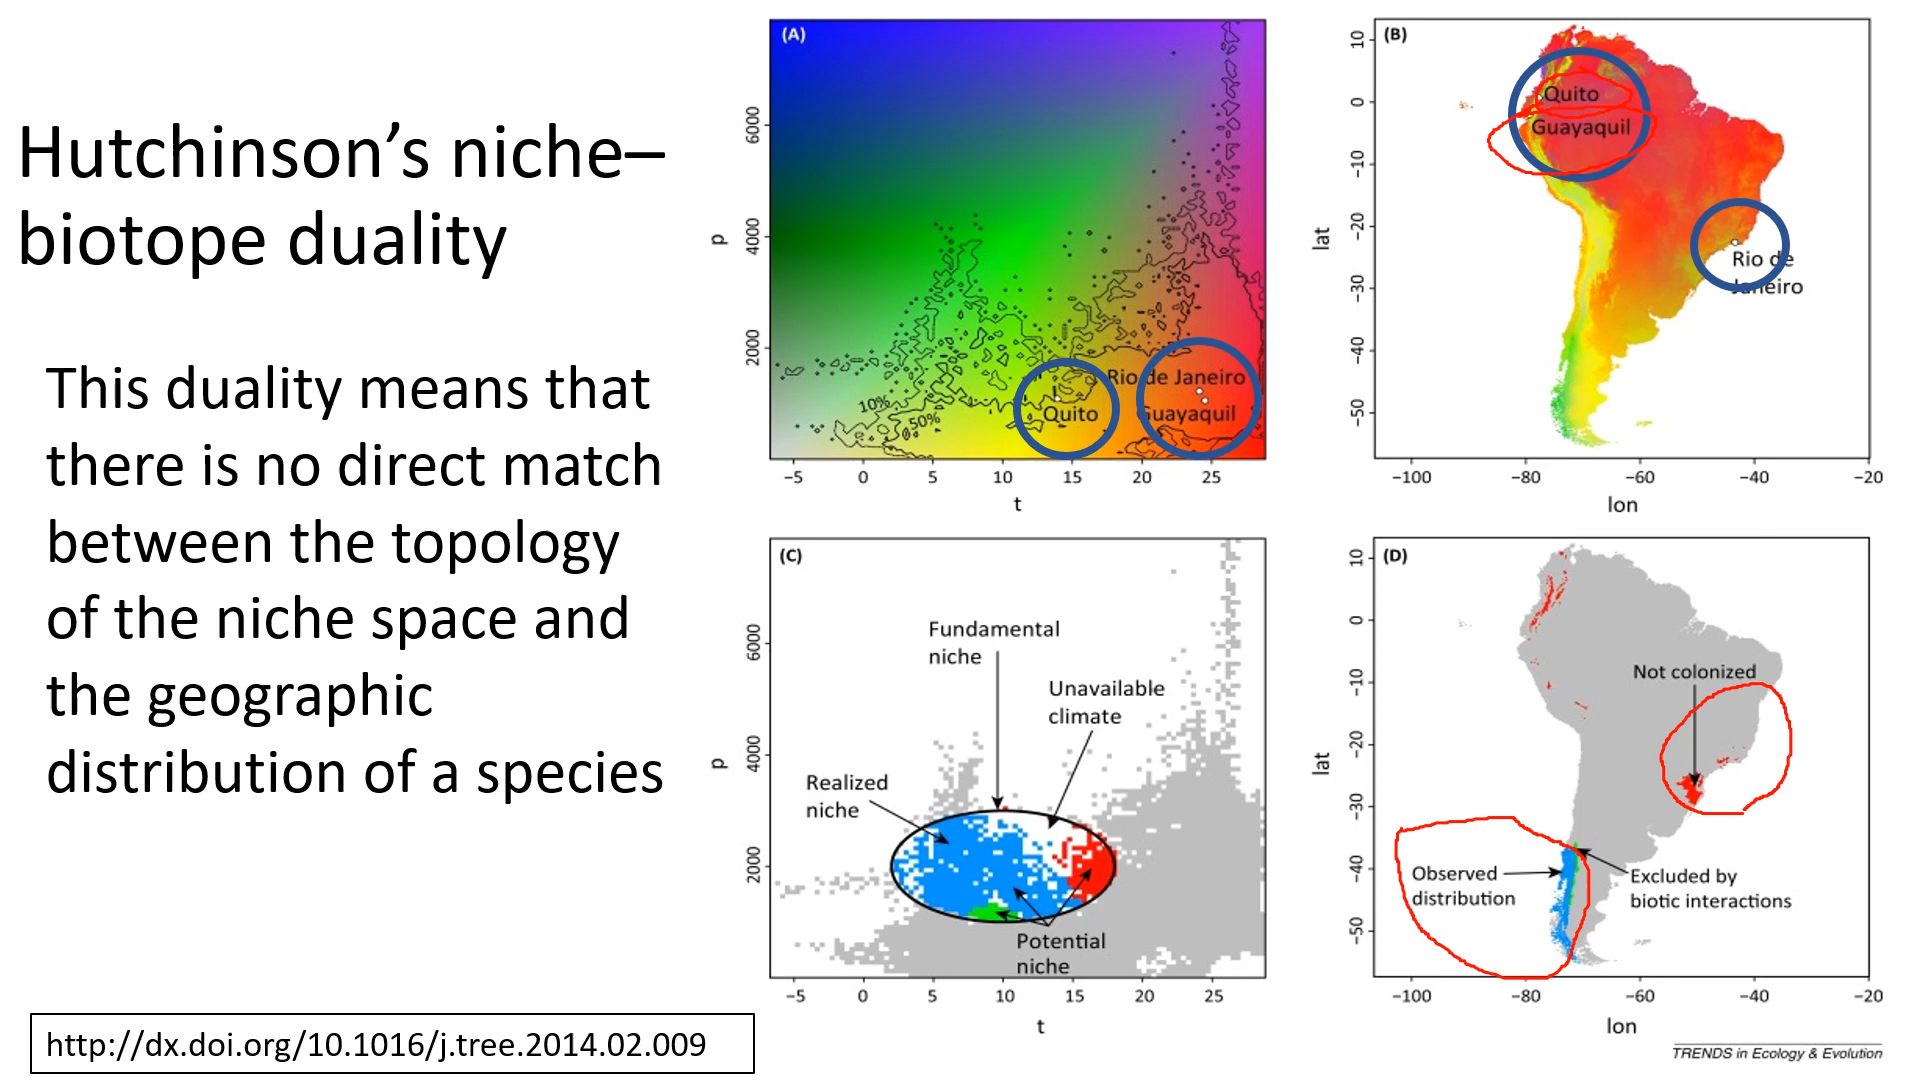 Hutchinson’s niche–
biotope duality
This duality means that
there is no direct match
between the topology
of the niche space and
the geographic
distribution of a species
http://dx.doi.org/10.1016/j.tree.2014.02.009
(A)
p
6000
4000
2000
10%
50%
Rio de Janeiro
Quito
Guayaquil
−5 0 5 10 15 20 25
t
(B)
lat
10
0
−10
−20
−30
−40
−50
Quito
Guayaquil
Rio de
Janeiro
−100 −80 −60 −40 −20
lon
(C)
p
6000
4000
2000
Fundamental
niche
Unavailable
climate
Realized
niche
Potential
niche
−5 0 5 10 15 20 25
t
(D)
lat
10
0
−10
−20
−30
−40
−50
Not colonized
Observed
distribution
Excluded by
biotic interactions
−100 −80 −60 −40 −20
lon
TRENDS in Ecology & Evolution